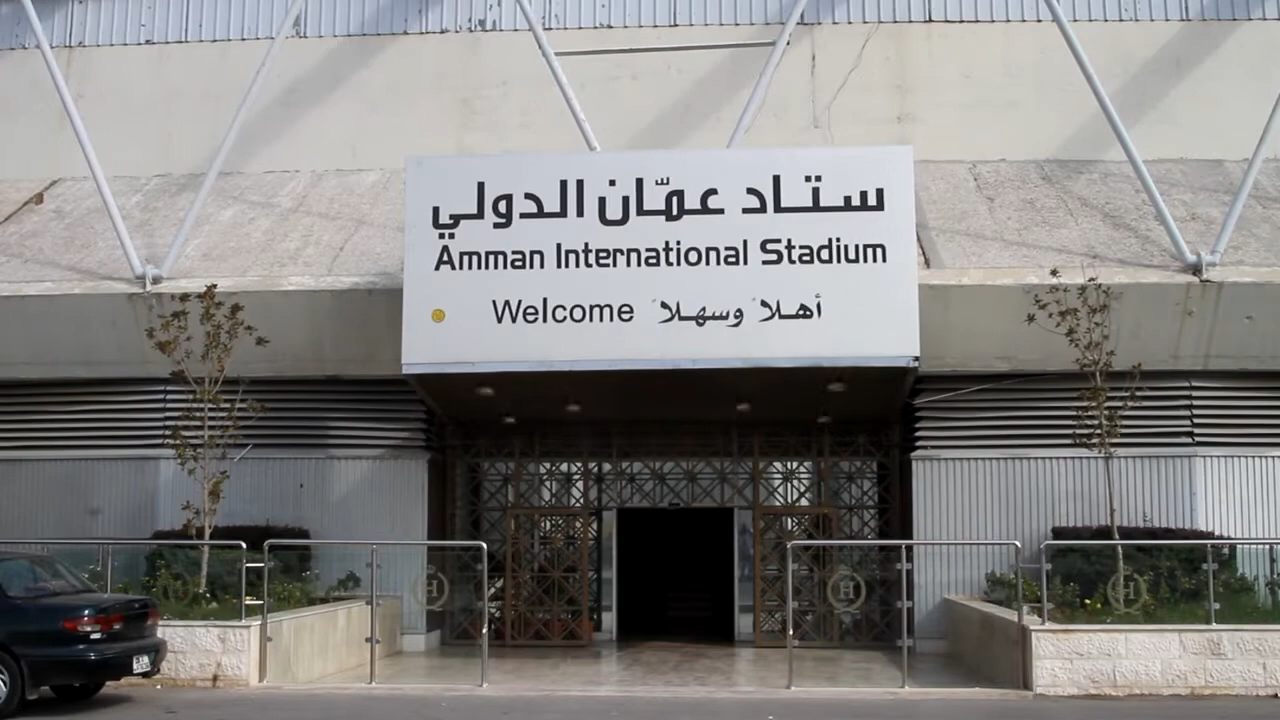 ستاد عمّان الدولي
Amman International Stadium
Welcome أهلاً وسهلاً
H
H
H